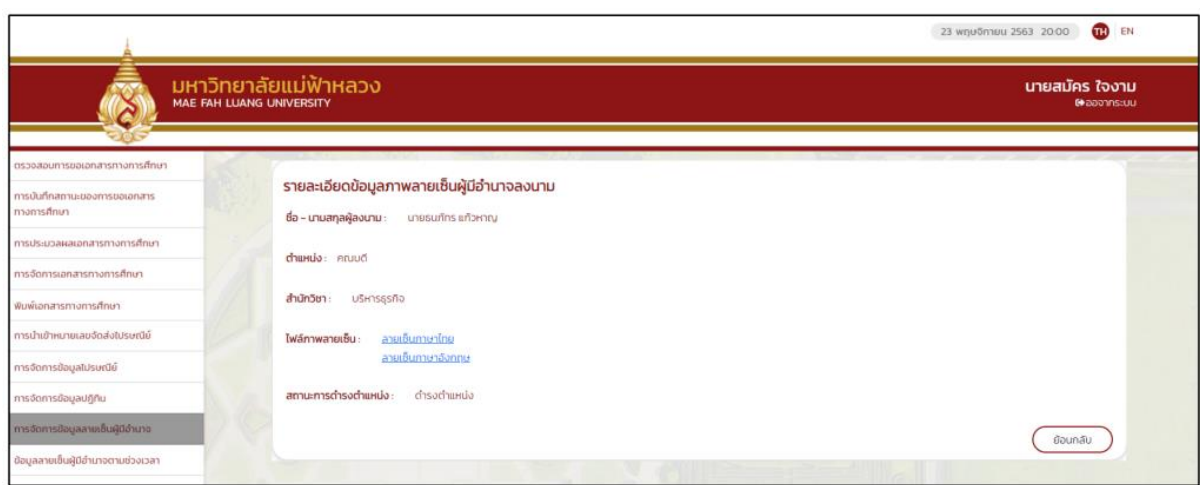 23 พฤษจิกายน 2563 20:00 TH EN
มหาวิทยาลัยแม่ฟ้าหลวง
MAE FAH LUANG UNIVERSITY
นายสมัคร ใจงาม
ออจากระบบ
ตรวจสอบการขอเอกสารทางการศึกษา
การบันทึกสถานะของการขอเอกสาร
ทางการศึกษา
การประมวลผลเอกสารทางการศึกษา
การจัดการเอกสารทางการศึกษา
พิมพ์เอกสารทางการศึกษา
การนำเข้าหมายเลขจัดส่งไปรษณีย์
การจัดการข้อมูลไปรษณีย์
การจัดการข้อมูลปฏิทิน
การจัดการข้อมูลลายเซ็นผู้มีอำนาจ
ข้อมูลลายเซ็นผู้มีอำนาจตามช่วงเวลา
รายละเอียดข้อมูลภาพลายเซ็นผู้มีอำนาจลงนาม
ชื่อ - นามสกุลผู้ลงนาม : นายธนภัทร แก้วหาญ
ตำแหน่ง : คณบดี
สำนักวิชา : บริหารธุรกิจ
ไฟล์ภาพลายเซ็น : ลายเซ็นภาษาไทย
ลายเซ็นภาษาอังกฤษ
สถานะการดำรงตำแหน่ง : ดำรงตำแหน่ง
ย้อนกลับ